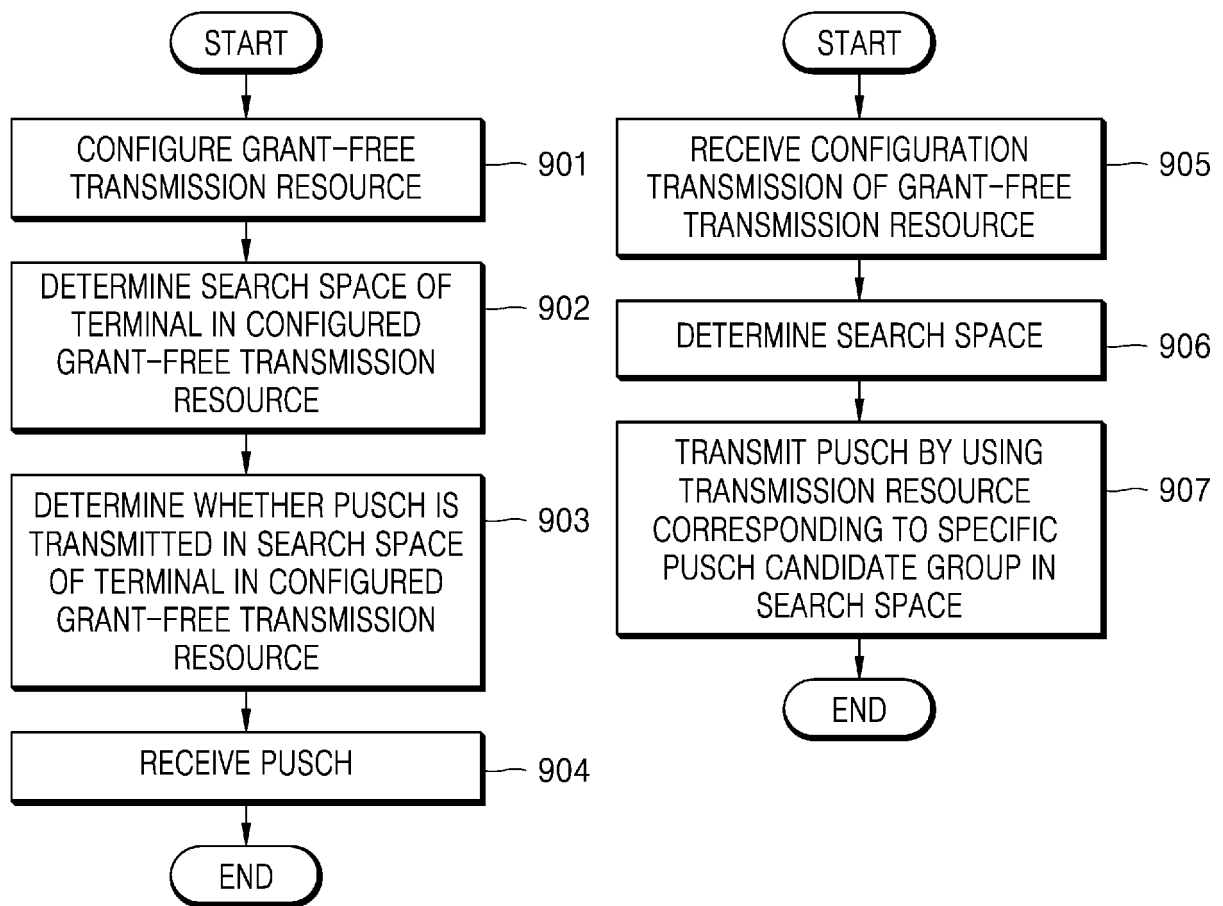 START
CONFIGURE GRANT-FREE
TRANSMISSION RESOURCE
901
DETERMINE SEARCH SPACE OF
TERMINAL IN CONFIGURED
GRANT-FREE TRANSMISSION
RESOURCE
902
DETERMINE WHETHER PUSCH IS
TRANSMITTED IN SEARCH SPACE
OF TERMINAL IN CONFIGURED
GRANT-FREE TRANSMISSION
RESOURCE
903
RECEIVE PUSCH
904
END
START
RECEIVE CONFIGURATION
TRANSMISSION OF GRANT-FREE
TRANSMISSION RESOURCE
905
DETERMINE SEARCH SPACE
906
TRANSMIT PUSCH BY USING
TRANSMISSION RESOURCE
CORRESPONDING TO SPECIFIC
PUSCH CANDIDATE GROUP IN
SEARCH SPACE
907
END